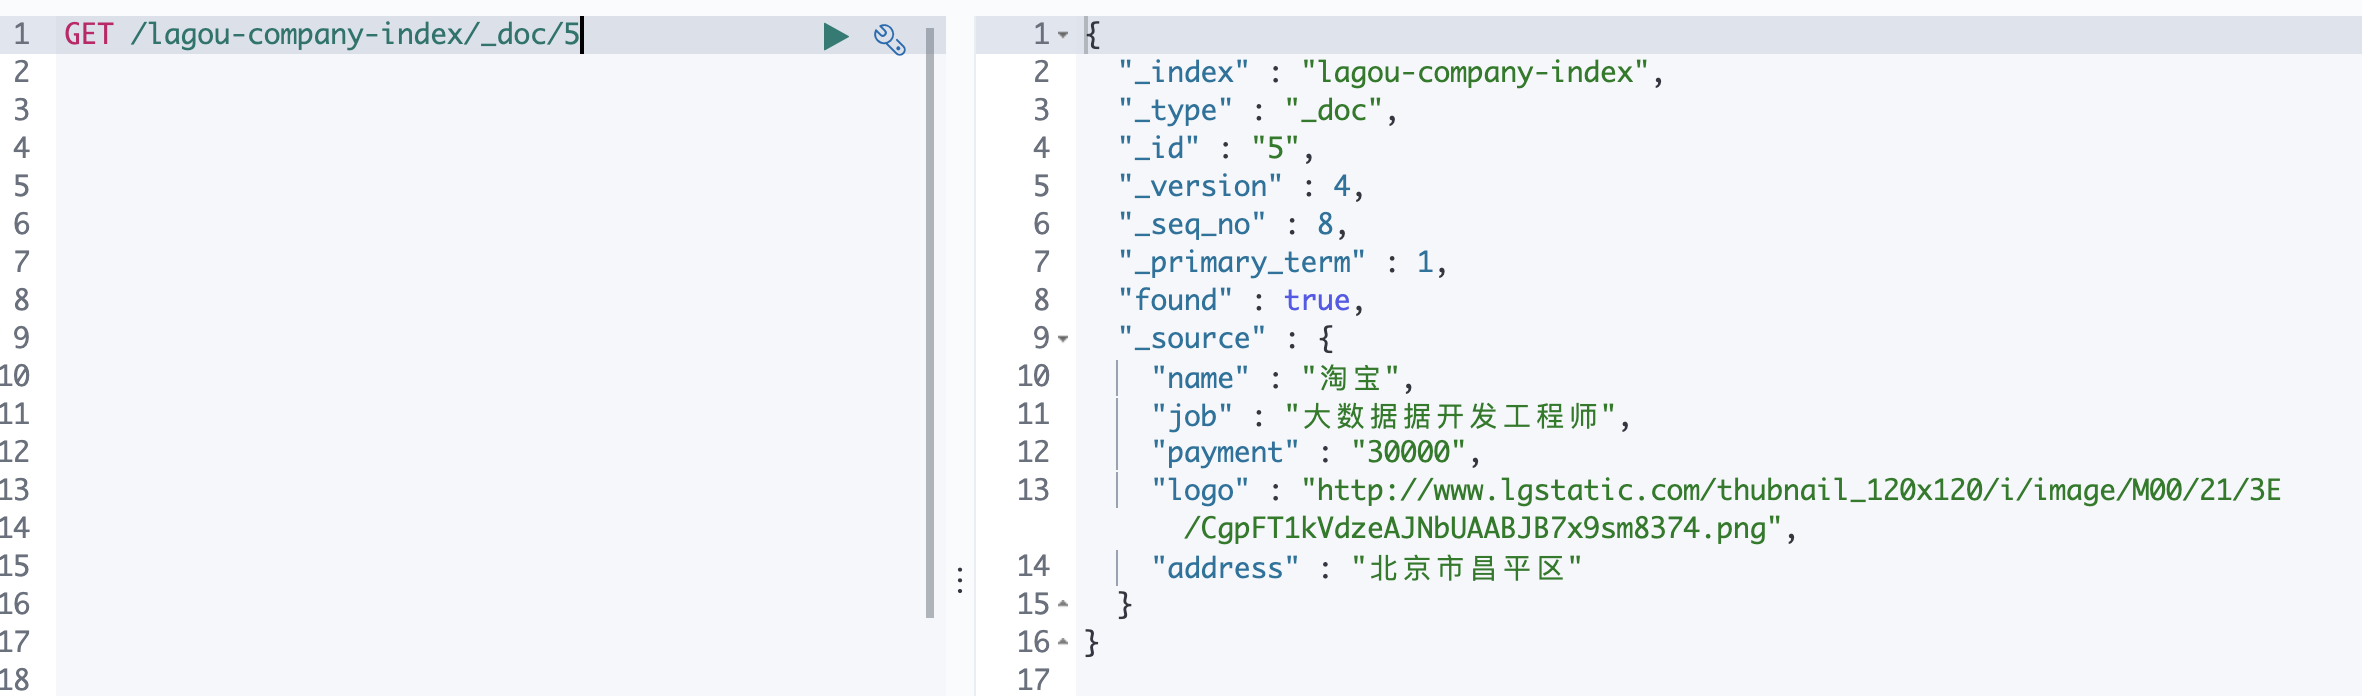 1 GET /lagou-company-index/_doc/5
2
3
4
5
6
7
8
9
10
11
12
13
14
15
16
17
18
1 {
2 "_index" : "lagou-company-index",
3 "_type" : "_doc",
4 "_id" : "5",
5 "_version" : 4,
6 "_seq_no" : 8,
7 "_primary_term" : 1,
8 "found" : true,
9 "_source" : {
10 "name" : "淘宝",
11 "job" : "大数据据开发工程师",
12 "payment" : "30000",
13 "logo" : "http://www.lgstatic.com/thubnail_120x120/i/image/M00/21/3E
/CgpFT1kVdzeAJNbUAABJB7x9sm8374.png",
14 "address" : "北京市昌平区"
15 }
16 }
17